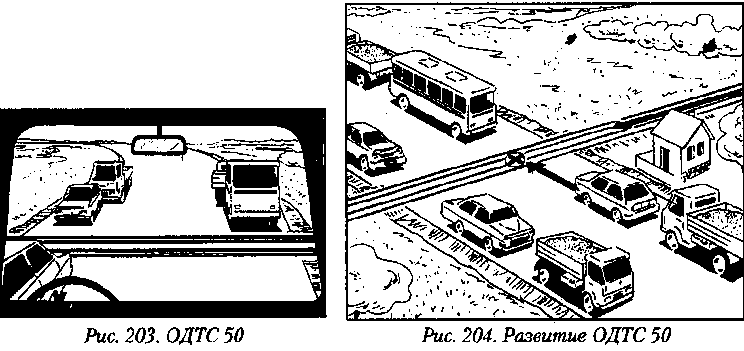 Рис. 203. ОДТС 50
Рис. 204. Развитие ОДТС 50